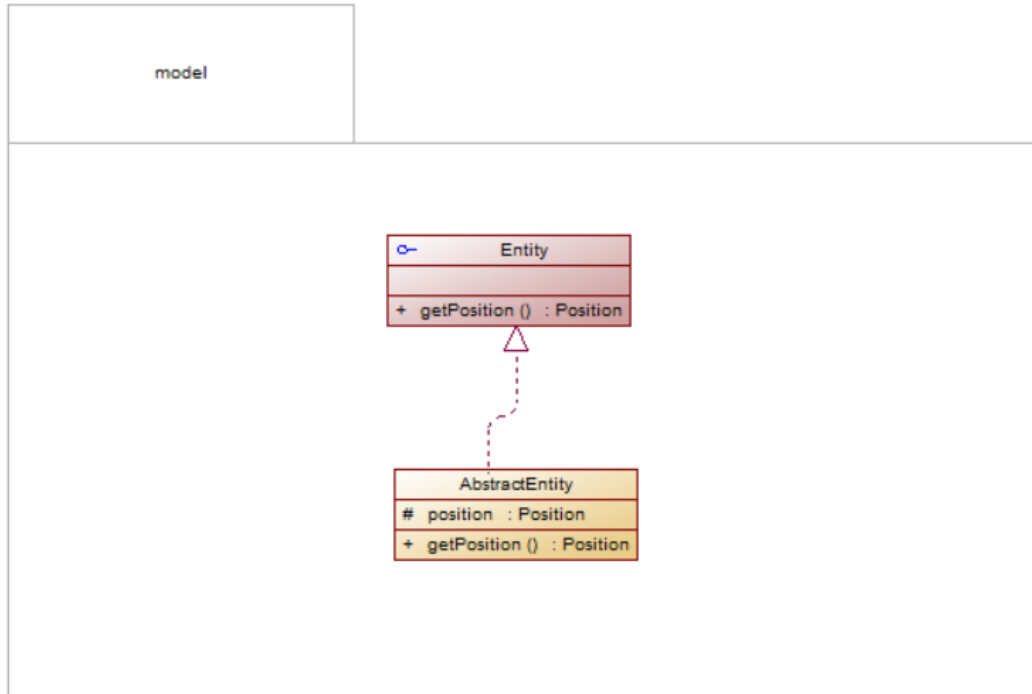 model
Entity
+ getPosition () : Position
AbstractEntity
# position : Position
+ getPosition () : Position